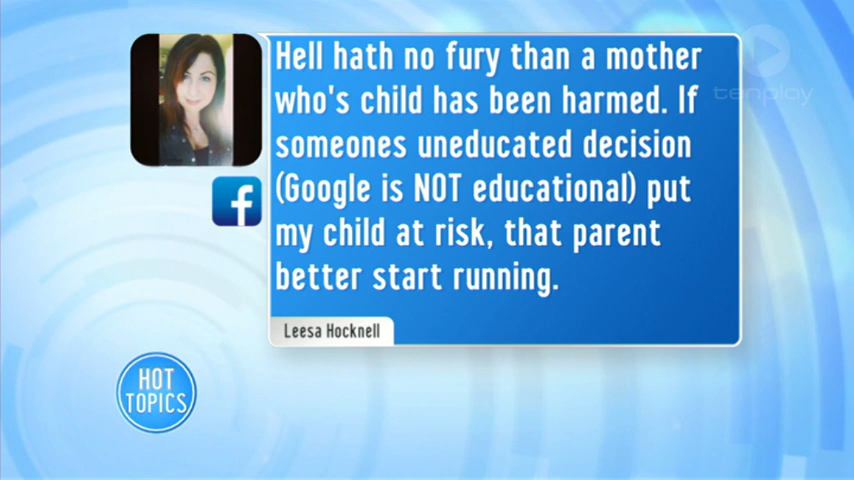 Hell hath no fury than a mother
who's child has been harmed. If
someones uneducated decision
(Google is NOT educational) put
my child at risk, that parent
better start running.
Leesa Hocknell
HOT
TOPICS
tenplay